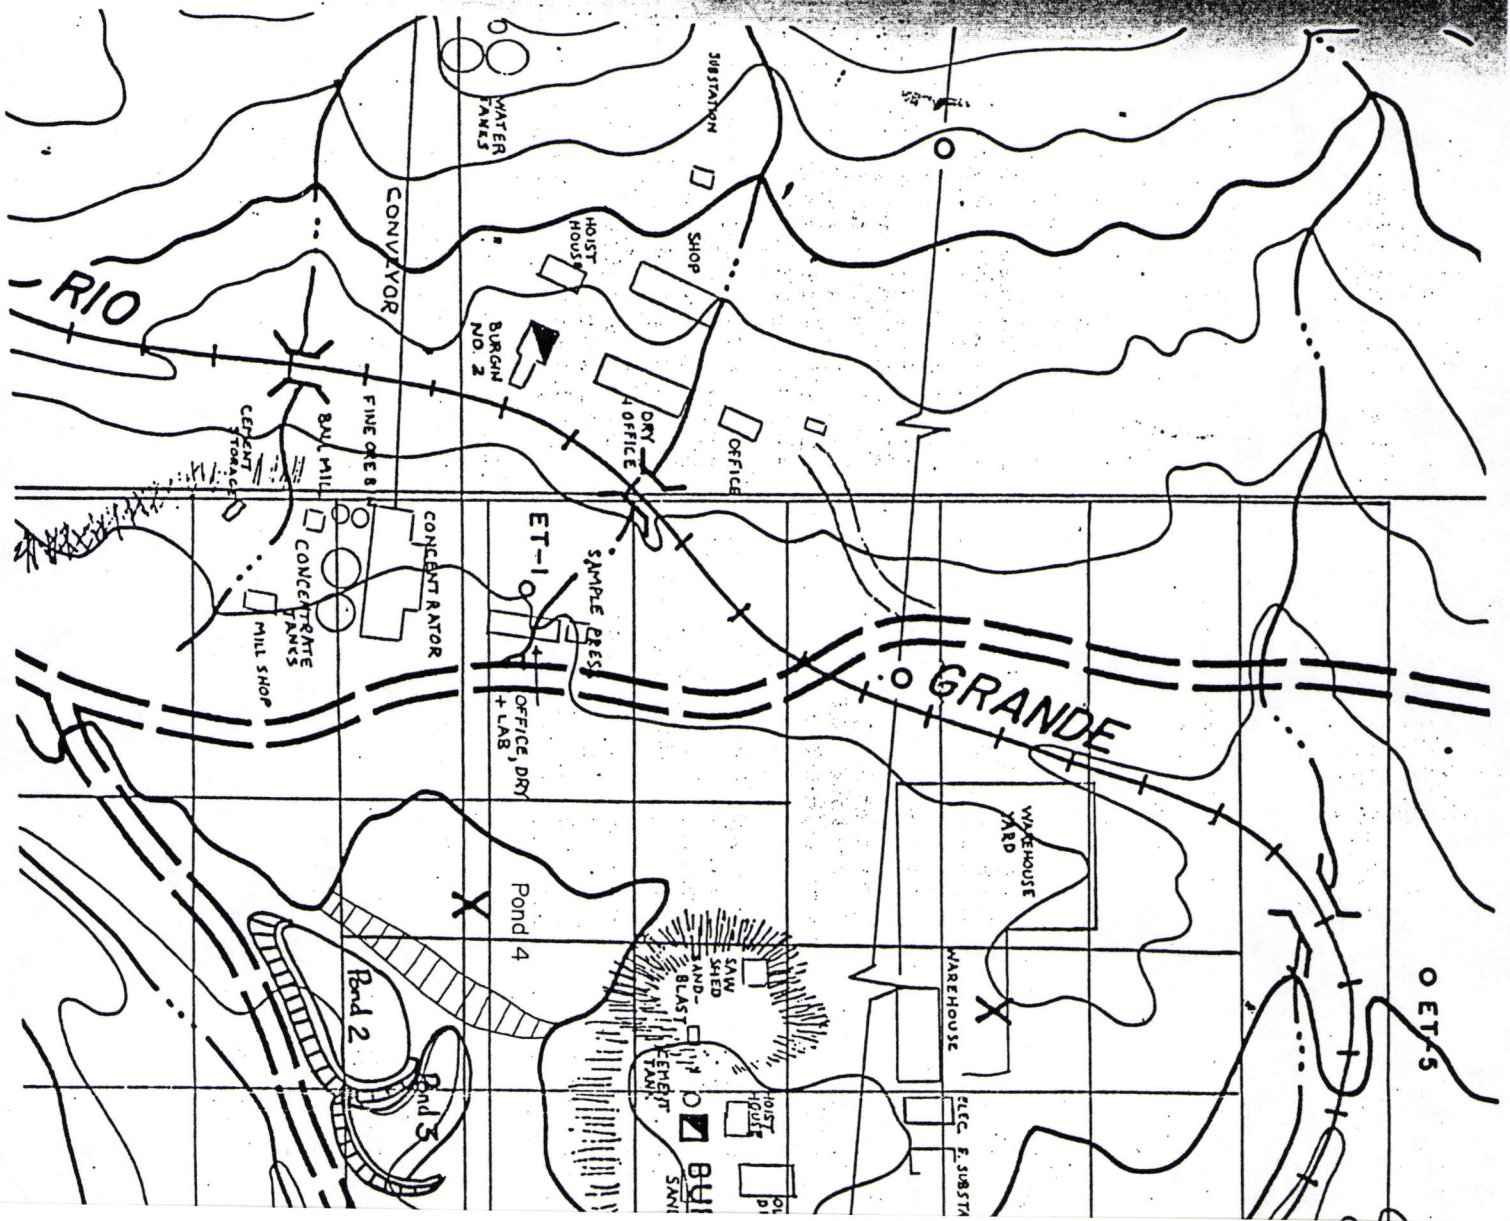 WATER
TANKS
SUBSTATION
CONVEYOR
HOIST
HOUSE
SHOP
RIO
BURGIN
NO. 2
DRY
+ OFFICE
OFFICE
FINE ORE BIN
BALL MILL
CEMENT
STORAGE
CONCENTRATOR
ET-1
SAMPLE PREP
CONCENTRATE
TANKS
MILL SHOP
OFFICE, DRY
+ LAB
GRANDE
WAREHOUSE
YARD
Pond 4
SAW
SHED
SAND-
BLAST
WAREHOUSE
ET-5
Pond 2
Pond 3
CEMENT
TANK
HOIST
HOUSE
ELEC.
SUBSTA
BU